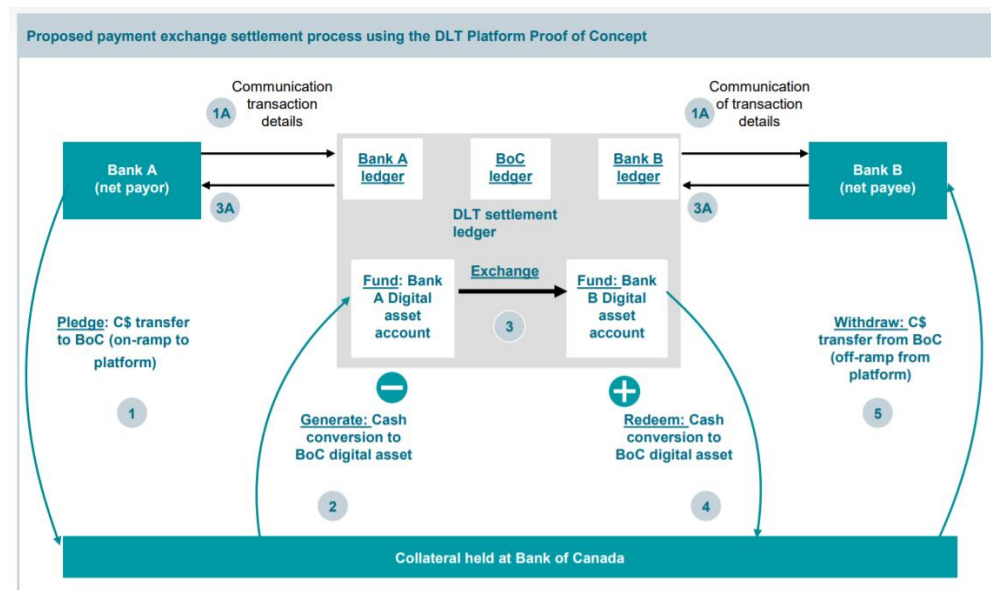 Proposed payment exchange settlement process using the DLT Platform Proof of Concept
1A
Communication
transaction
details
1A
Communication
of transaction
details
Bank A
(net payor)
Bank A
ledger
BoC
ledger
Bank B
ledger
Bank B
(net payee)
3A
3A
DLT settlement
ledger
Fund: Bank
A Digital
asset
account
Exchange
3
Fund: Bank
B Digital
asset
account
Pledge: C$ transfer
to BoC (on-ramp to
platform)
1
Withdraw: C$
transfer from BoC
(off-ramp from
platform)
5
Generate: Cash
conversion to
BoC digital asset
2
Redeem: Cash
conversion to
BoC digital asset
4
Collateral held at Bank of Canada